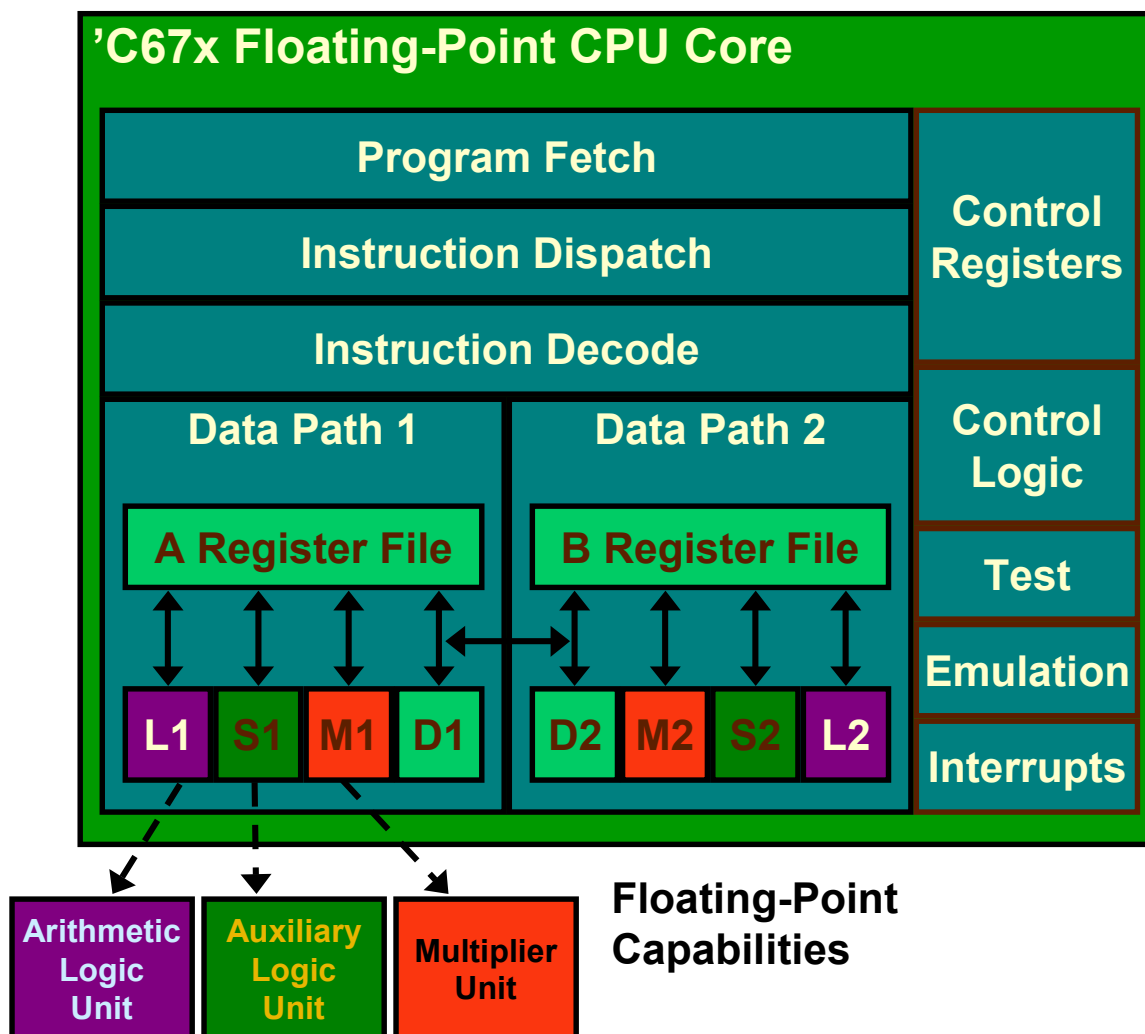 ’C67x Floating-Point CPU Core
Program Fetch
Instruction Dispatch
Instruction Decode
Control
Registers
Control
Logic
Test
Emulation
Interrupts
Data Path 1
Data Path 2
A Register File
B Register File
L1
S1
M1
D1
D2
M2
S2
L2
Arithmetic
Logic
Unit
Auxiliary
Logic
Unit
Multiplier
Unit
Floating-Point
Capabilities